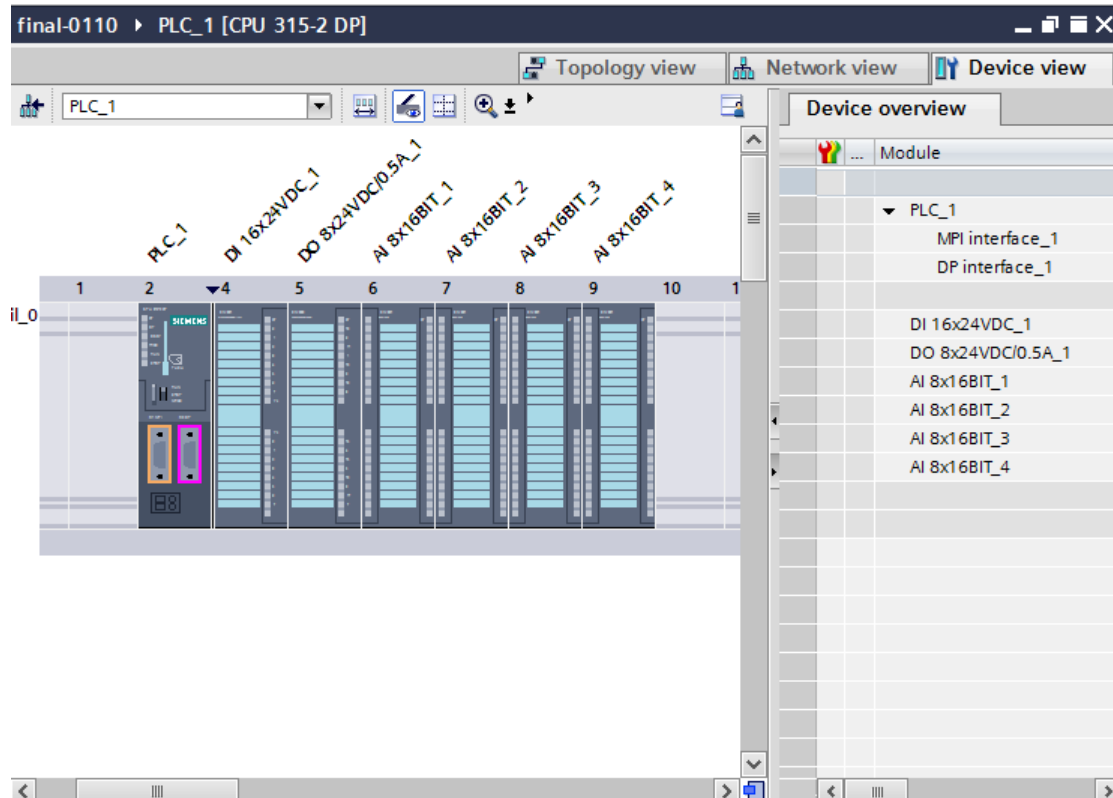 final-0110 ▸ PLC_1 [CPU 315-2 DP]
Topology view
Network view
Device view
PLC_1
Device overview
... Module
PLC_1
DI 16x24VDC_1
DO 8x24VDC/0.5A_1
AI 8x16BIT_1
AI 8x16BIT_2
AI 8x16BIT_3
AI 8x16BIT_4
1 2 4 5 6 7 8 9 10 1
il_0
SIEMENS
PLC_1
MPI interface_1
DP interface_1
DI 16x24VDC_1
DO 8x24VDC/0.5A_1
AI 8x16BIT_1
AI 8x16BIT_2
AI 8x16BIT_3
AI 8x16BIT_4